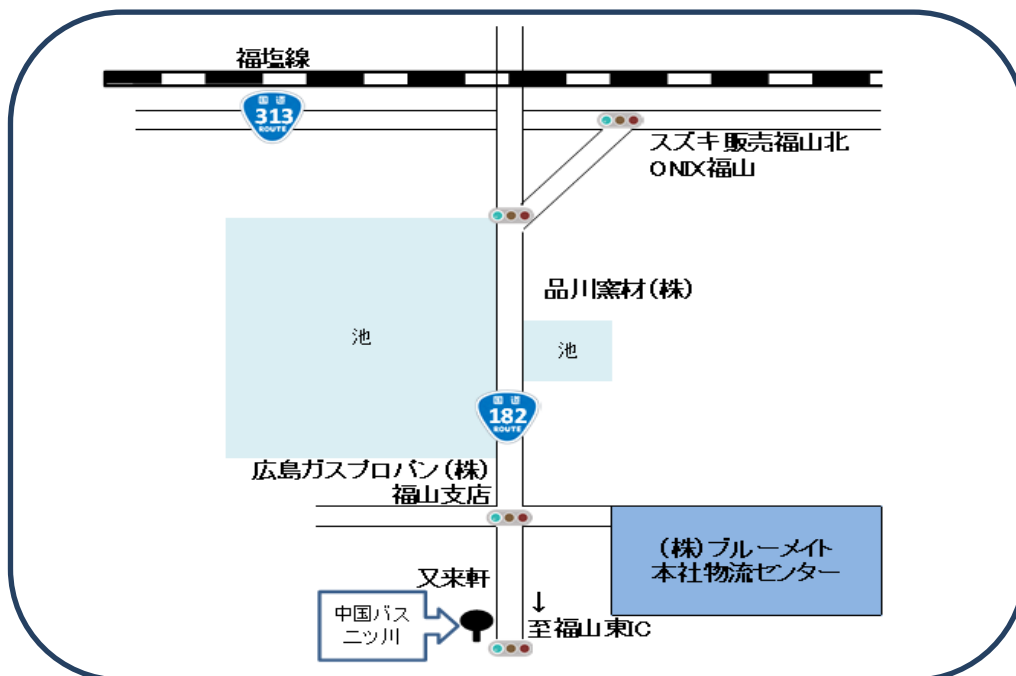 福塩線
国道
313
ROUTE
スズキ販売福山北
ONIX福山
品川窯材(株)
池
池
国道
182
ROUTE
広島ガスプロパン(株)
福山支店
(株)ブルーメイト
本社物流センター
又来軒
中国バス
二ツ川
↓
至福山東IC